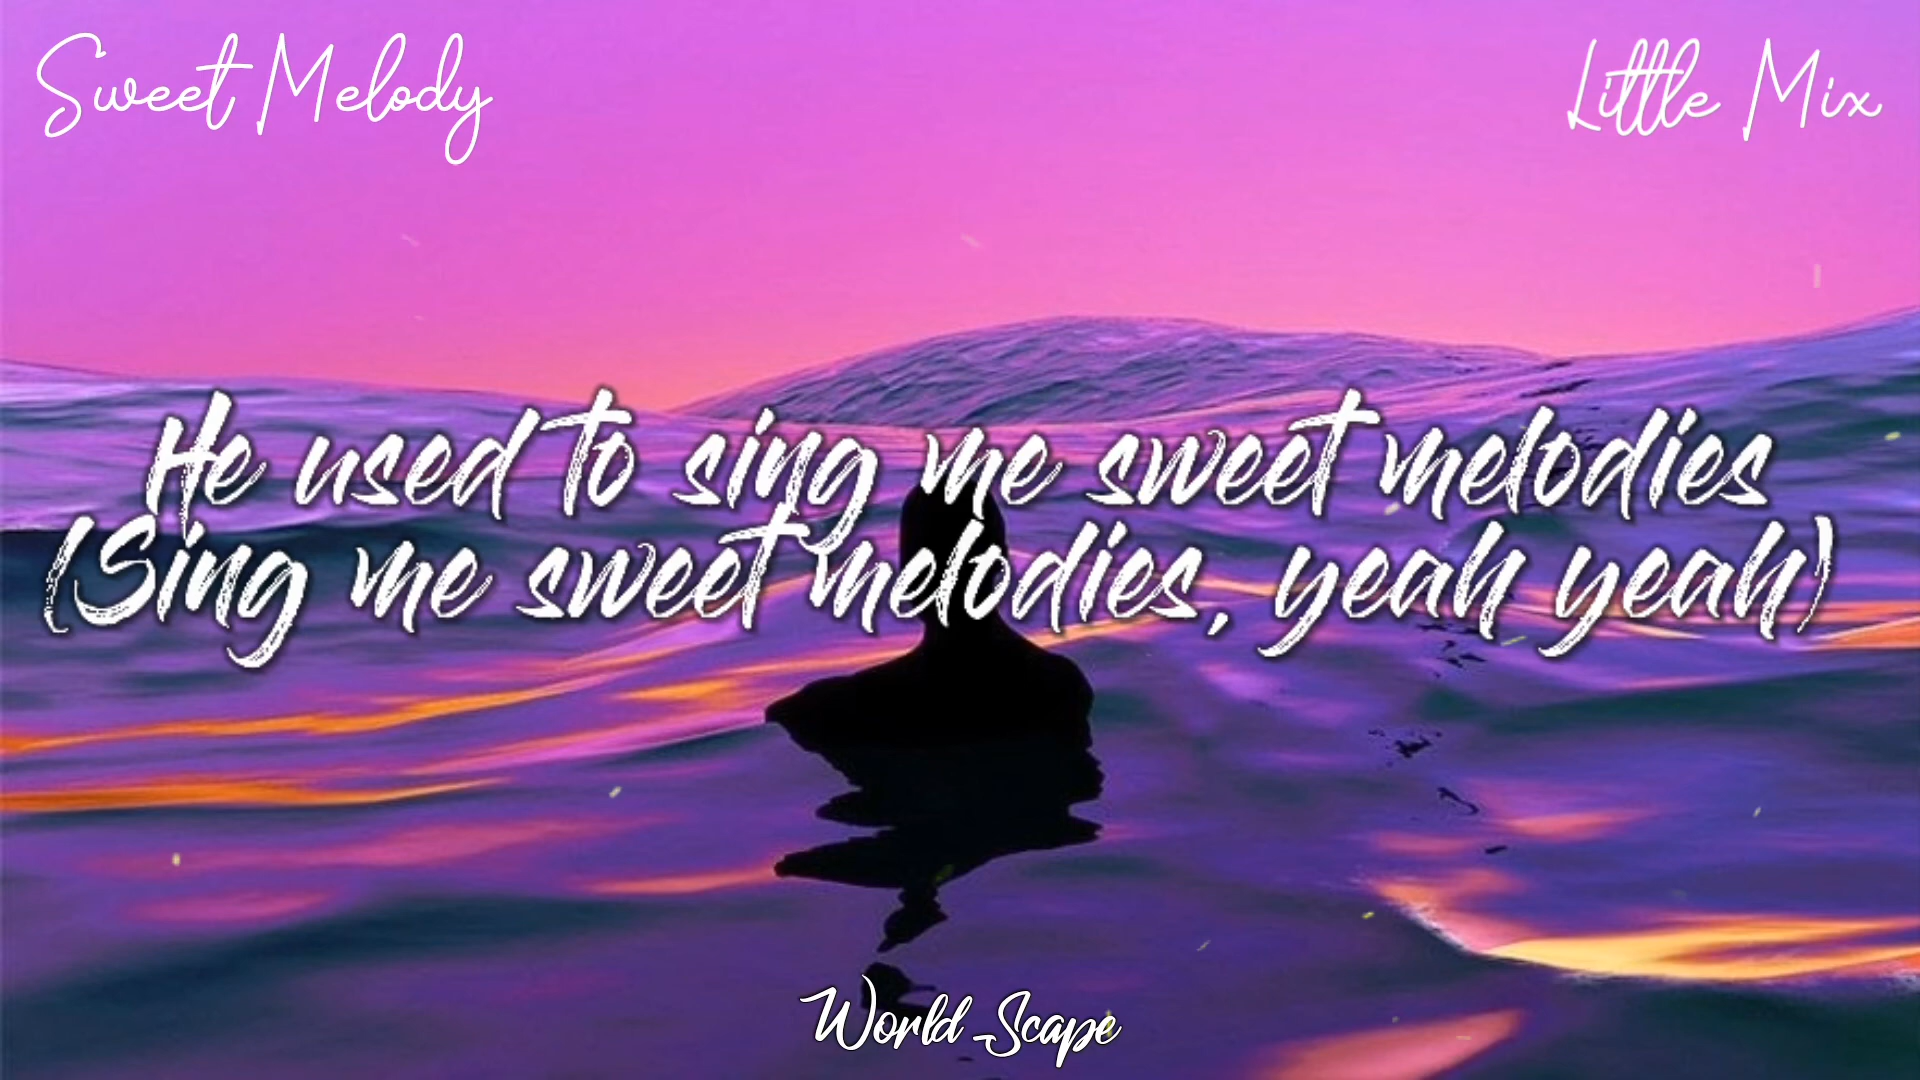 Sweet Melody
Little Mix
He used to sing me sweet melodies
(Sing me sweet melodies, yeah yeah)
World Scape